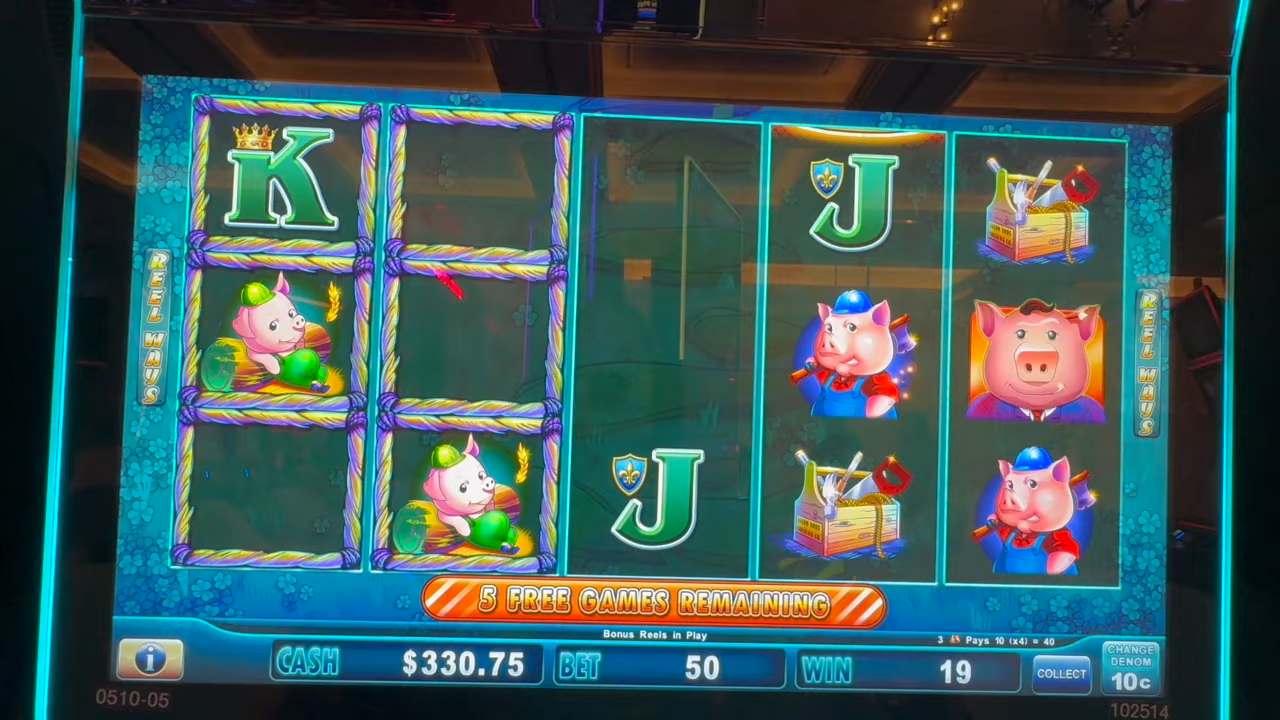 K
J
J
REEL WAYS
REEL WAYS
5 FREE GAMES REMAINING
Bonus Reels in Play
3 Pays 10 (x4) = 40
CASH $330.75
BET 50
WIN 19
COLLECT
CHANGE
DENOM
10¢
i
0510-05
102514